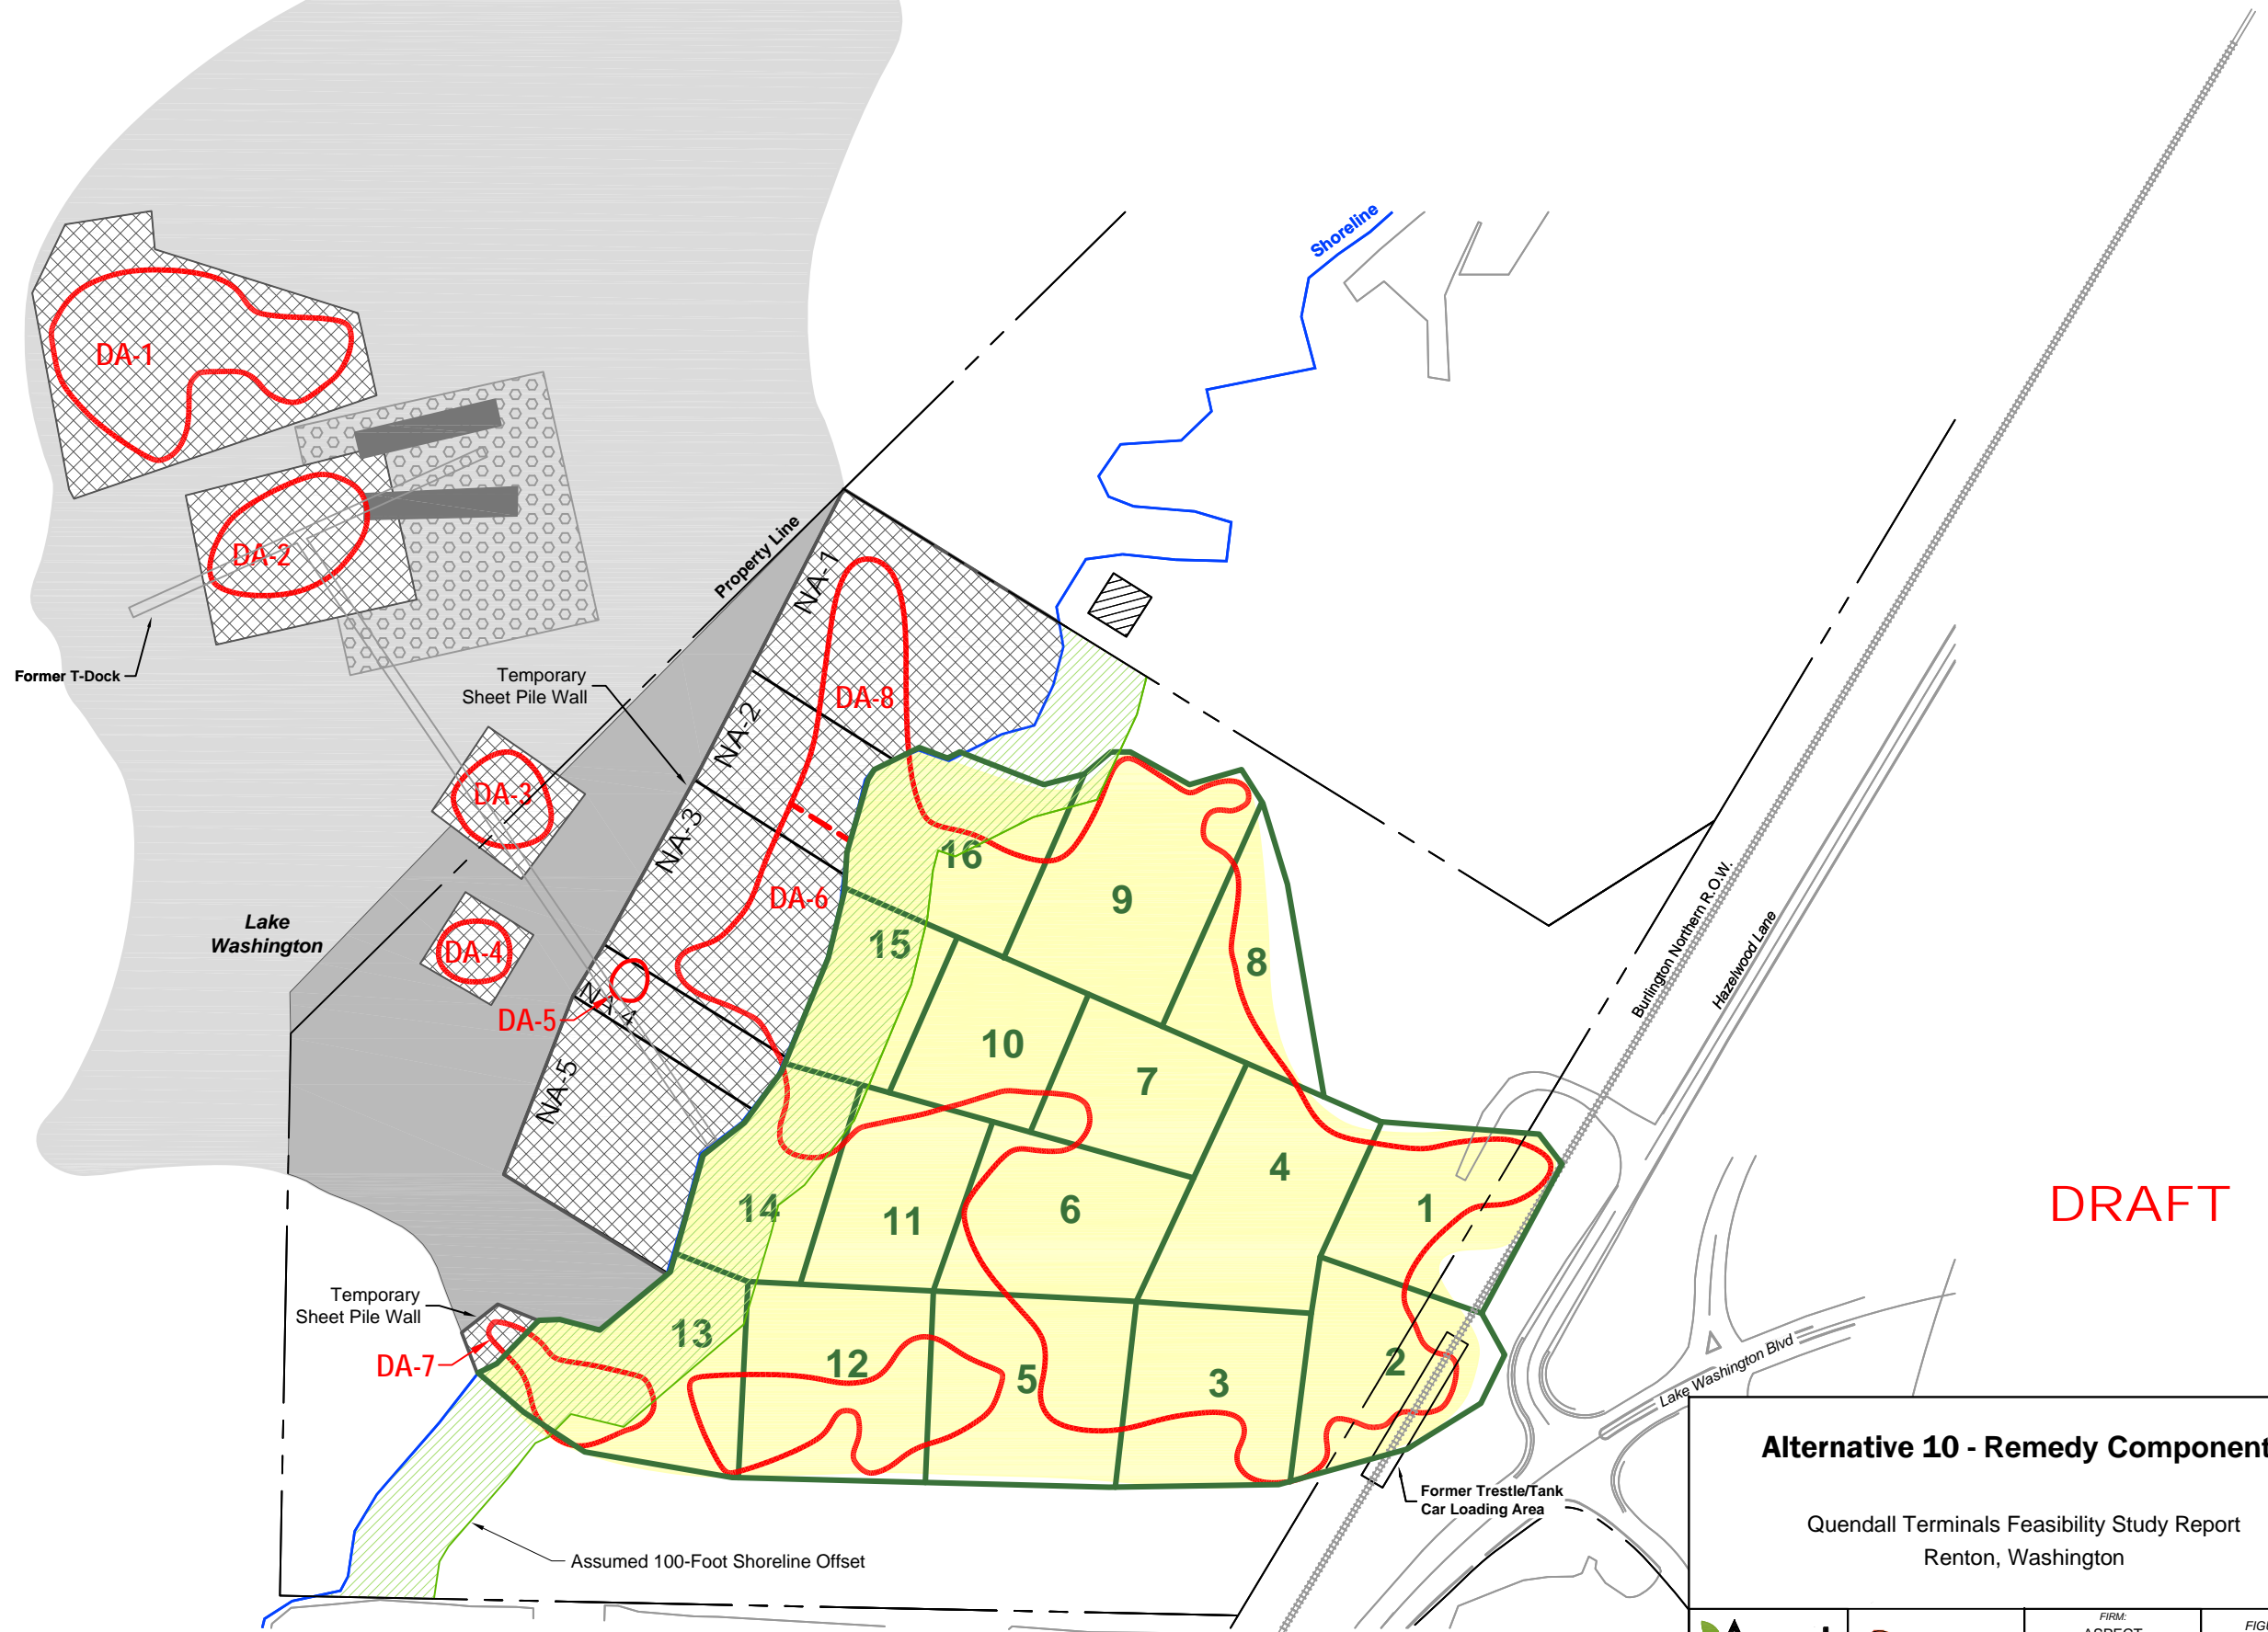 Shoreline
DA-1
DA-2
Property Line
NA-1
Former T-Dock
Temporary
Sheet Pile Wall
DA-8
NA-2
DA-3
NA-3
16
DA-6
9
Lake
Washington
DA-4
15
8
Burlington Northern R.O.W.
Hazelwood Lane
NA-4
DA-5
10
7
NA-5
4
14
11
6
1
DRAFT
Temporary
Sheet Pile Wall
13
DA-7
12
5
3
2
Lake Washington Blvd
Former Trestle/Tank
Car Loading Area
Assumed 100-Foot Shoreline Offset
Alternative 10 - Remedy Component
Quendall Terminals Feasibility Study Report
Renton, Washington
FIRM: